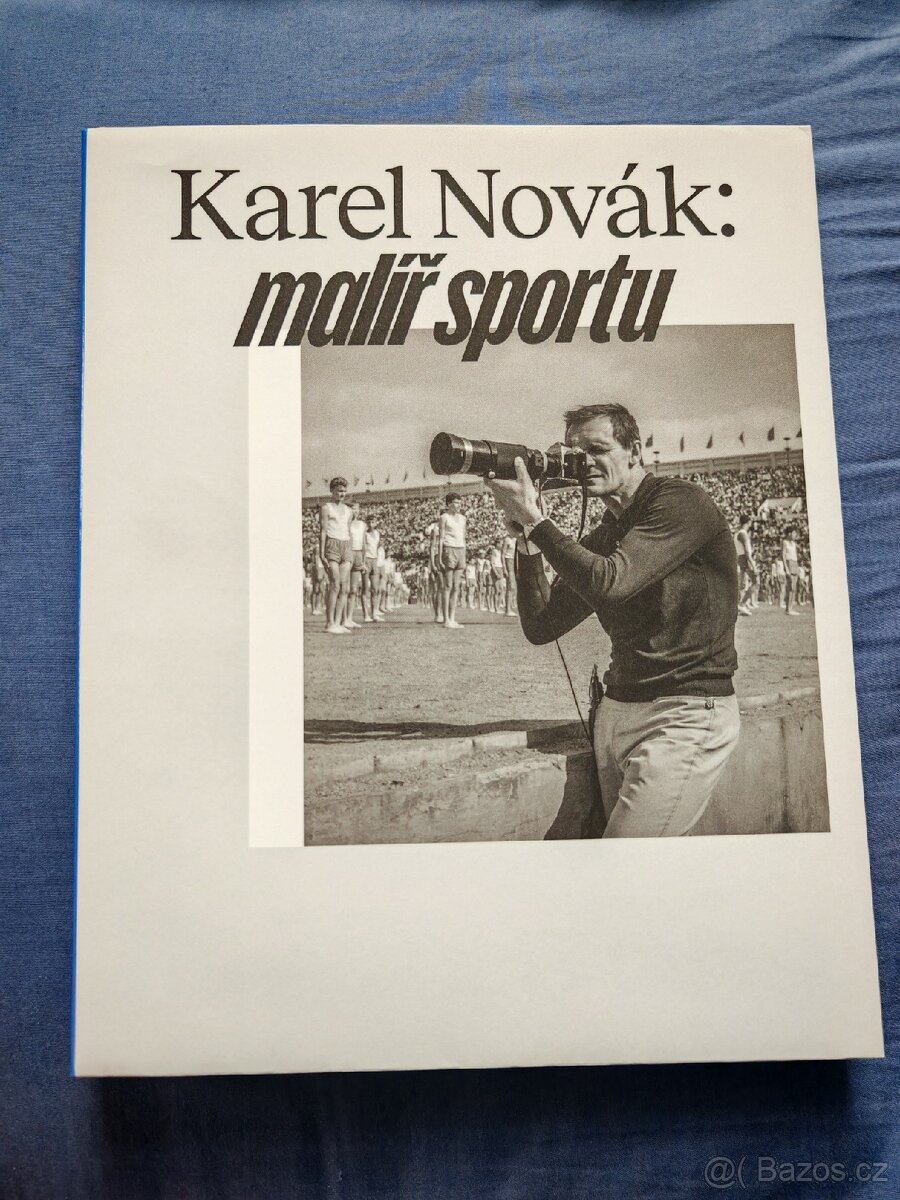 Karel Novák:
malíř sportu
@( Bazos.cz